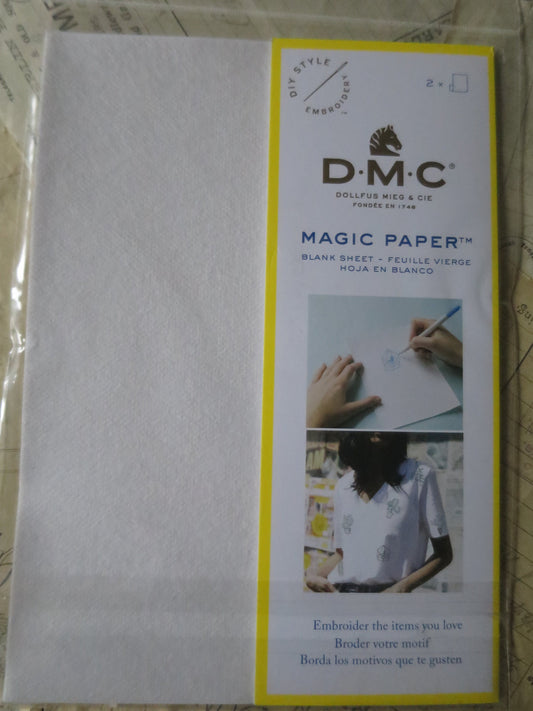 DIY STYLE
EMBROIDERY
2 ×
D·M·C®
DOLLFUS MIEG & CIE
FONDÉE EN 1746
MAGIC PAPER™
BLANK SHEET - FEUILLE VIERGE
HOJA EN BLANCO
Embroider the items you love
Broder votre motif
Borda los motivos que te gusten